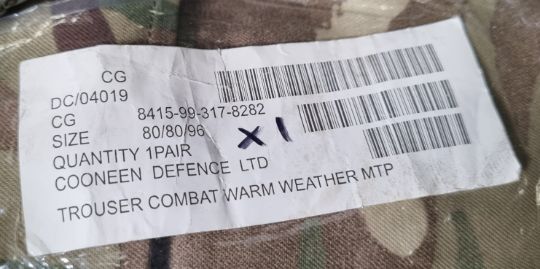 CG
DC/04019
CG 8415-99-317-8282
SIZE 80/80/96
X1
QUANTITY 1PAIR
COONEEN DEFENCE LTD
TROUSER COMBAT WARM WEATHER MTP